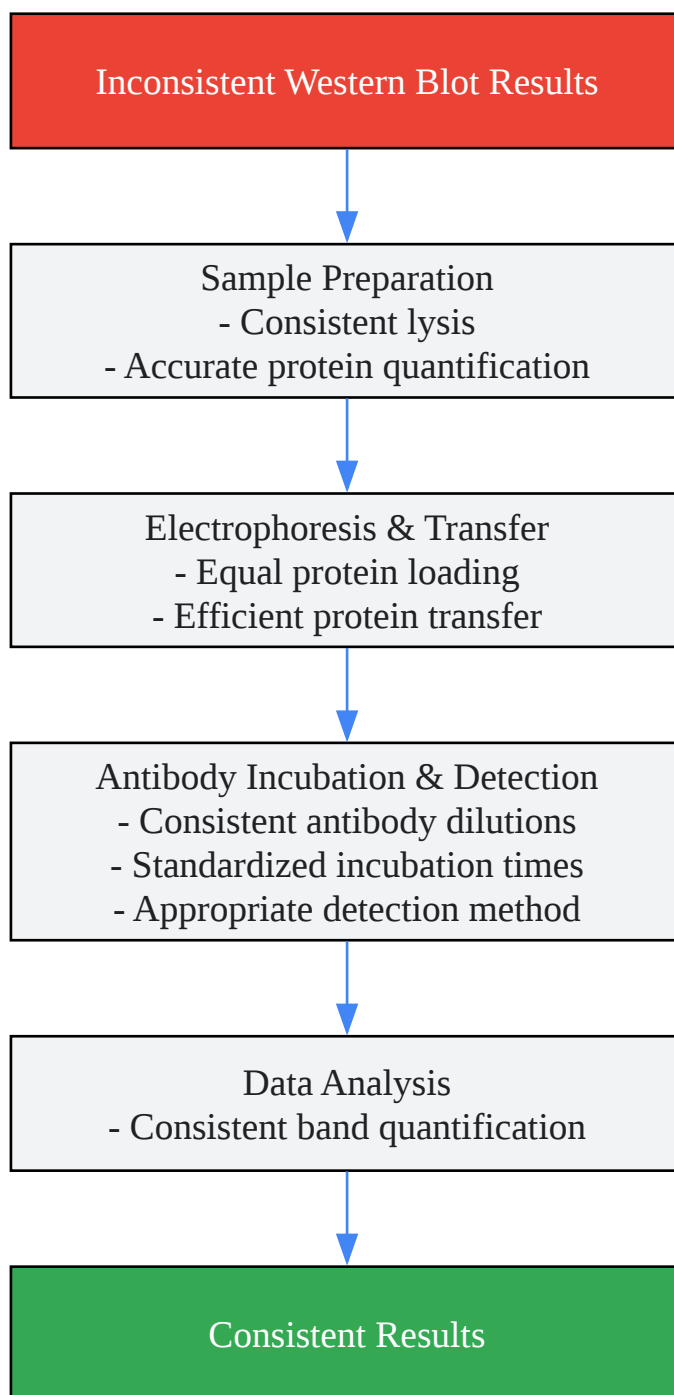 Inconsistent Western Blot Results
Sample Preparation
- Consistent lysis
- Accurate protein quantification
Electrophoresis & Transfer
- Equal protein loading
- Efficient protein transfer
Antibody Incubation & Detection
- Consistent antibody dilutions
- Standardized incubation times
- Appropriate detection method
Data Analysis
- Consistent band quantification
Consistent Results